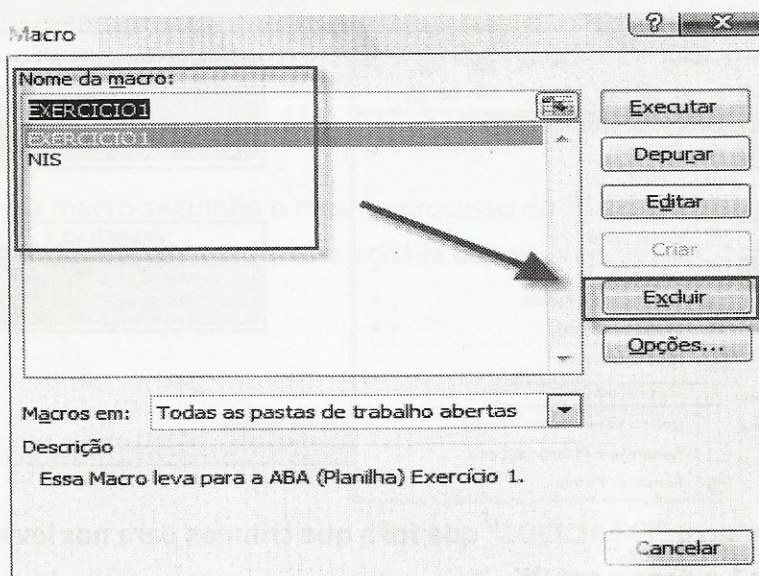 Macro
Nome da macro:
EXERCICIO1
EXERCICIO1
NIS
Executar
Depurar
Editar
Criar
Excluir
Opções...
Macros em: Todas as pastas de trabalho abertas
Descrição
Essa Macro leva para a ABA (Planilha) Exercício 1.
Cancelar